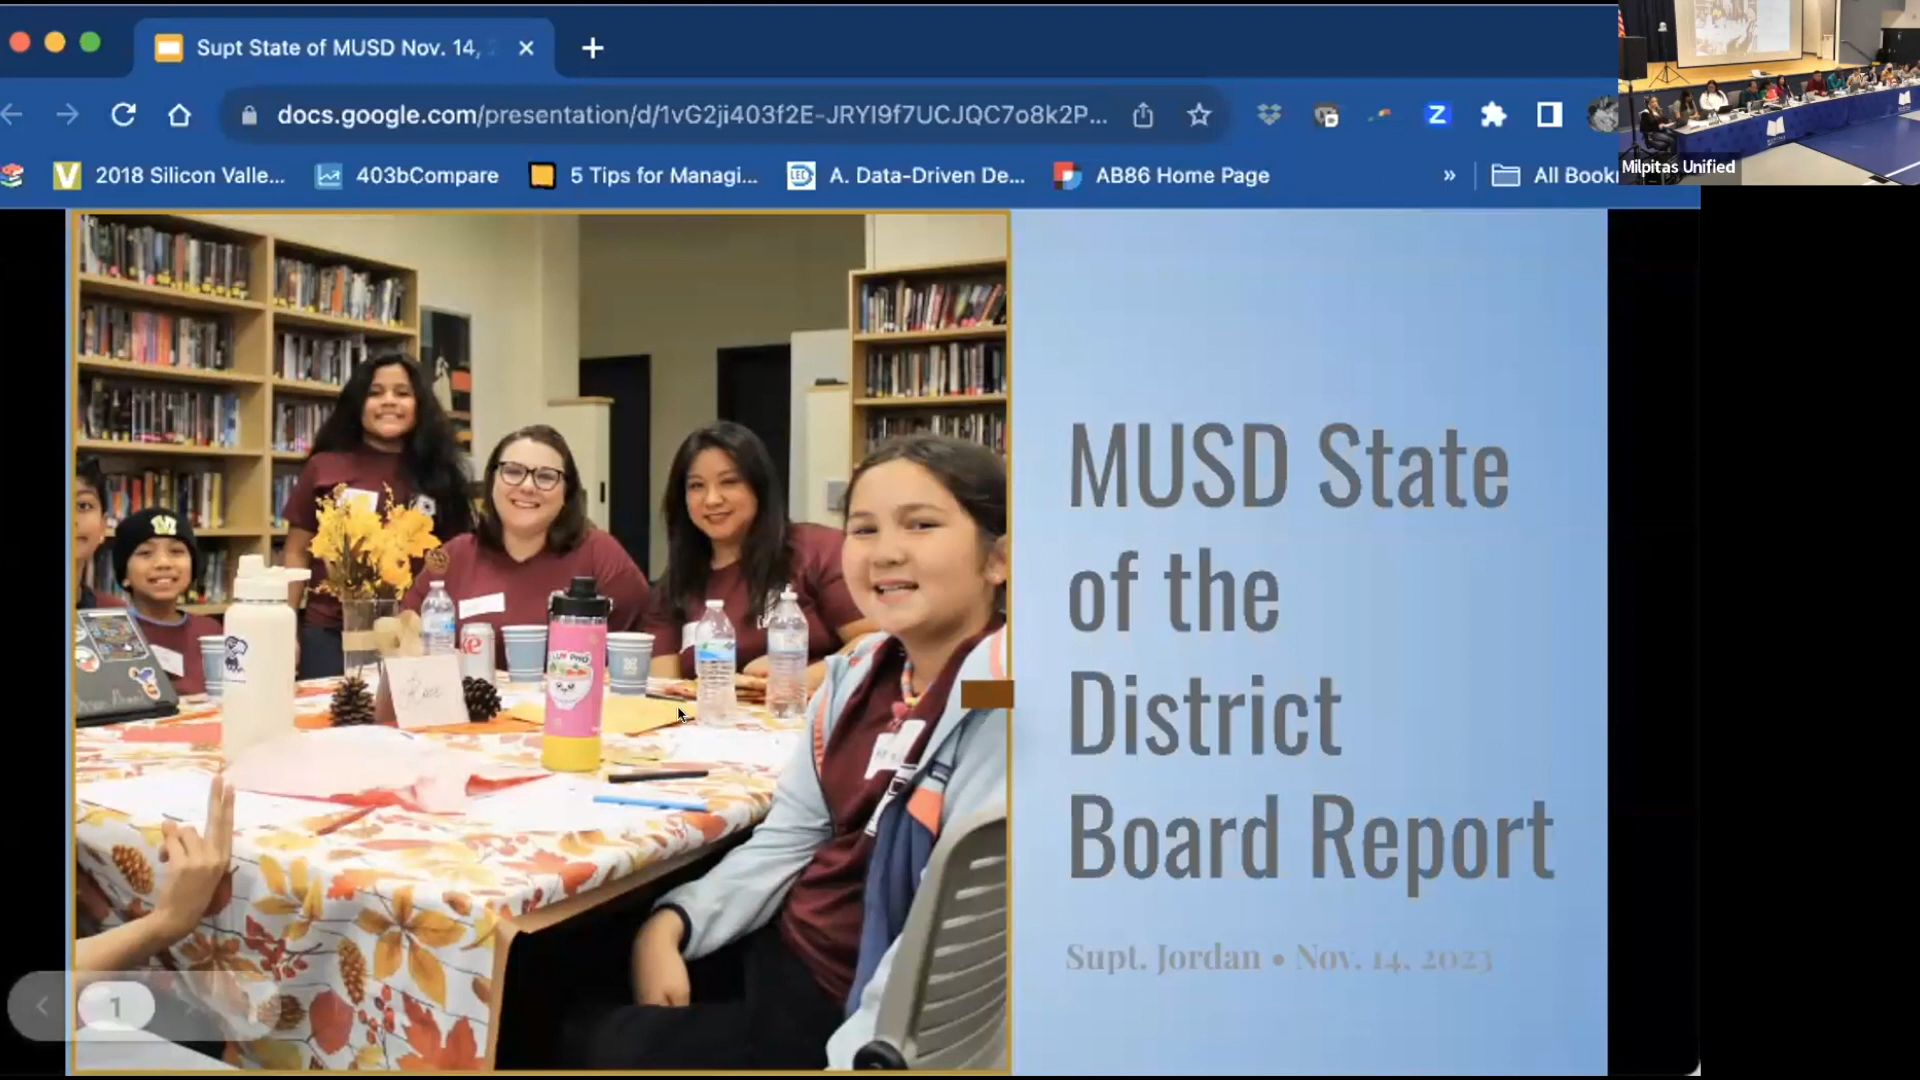 Supt State of MUSD Nov. 14,
docs.google.com/presentation/d/1vG2ji403f2E-JRYI9f7UCJQC7o8k2P...
2018 Silicon Valle...
403bCompare
5 Tips for Managi...
A. Data-Driven De...
AB86 Home Page
»
All Book
Milpitas Unified
MUSD State
of the
District
Board Report
Supt. Jordan • Nov. 14, 2023
1